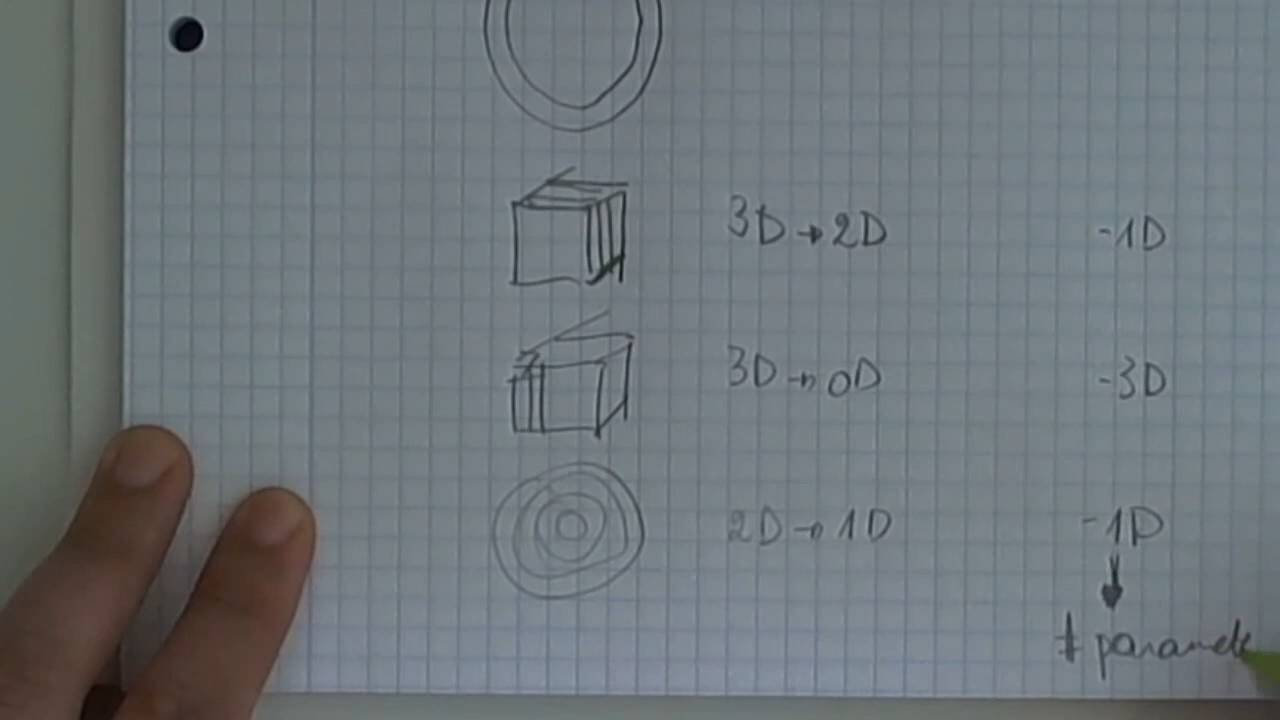 3D → 2D -1D
3D → 0D -3D
2D → 1D -1D
↓
# paramete